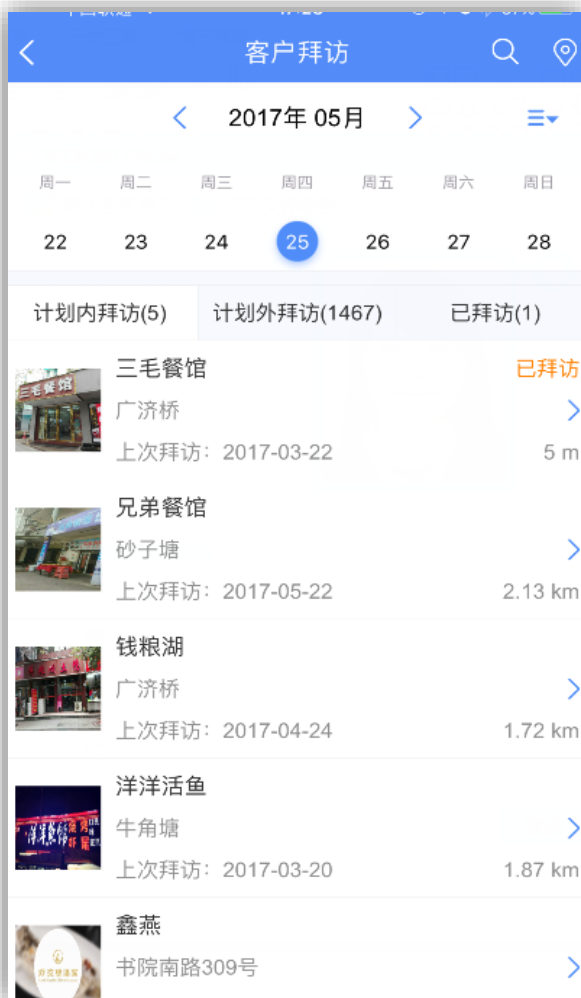 客户拜访
2017年 05月
周一 周二 周三 周四 周五 周六 周日
22 23 24 25 26 27 28
计划内拜访(5) 计划外拜访(1467) 已拜访(1)
三毛餐馆 已拜访
三毛餐馆
广济桥
上次拜访：2017-03-22 5 m
兄弟餐馆
砂子塘
上次拜访：2017-05-22 2.13 km
钱粮湖
广济桥
上次拜访：2017-04-24 1.72 km
洋洋活鱼
牛角塘
上次拜访：2017-03-20 1.87 km
鑫燕
书院南路309号